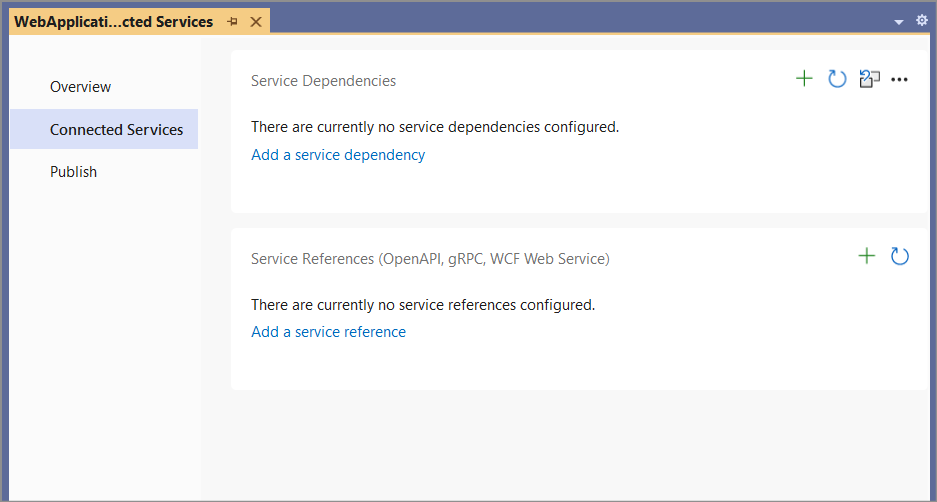 WebApplicati...cted Services
Overview
Connected Services
Publish
Service Dependencies
There are currently no service dependencies configured.
Add a service dependency
Service References (OpenAPI, gRPC, WCF Web Service)
There are currently no service references configured.
Add a service reference